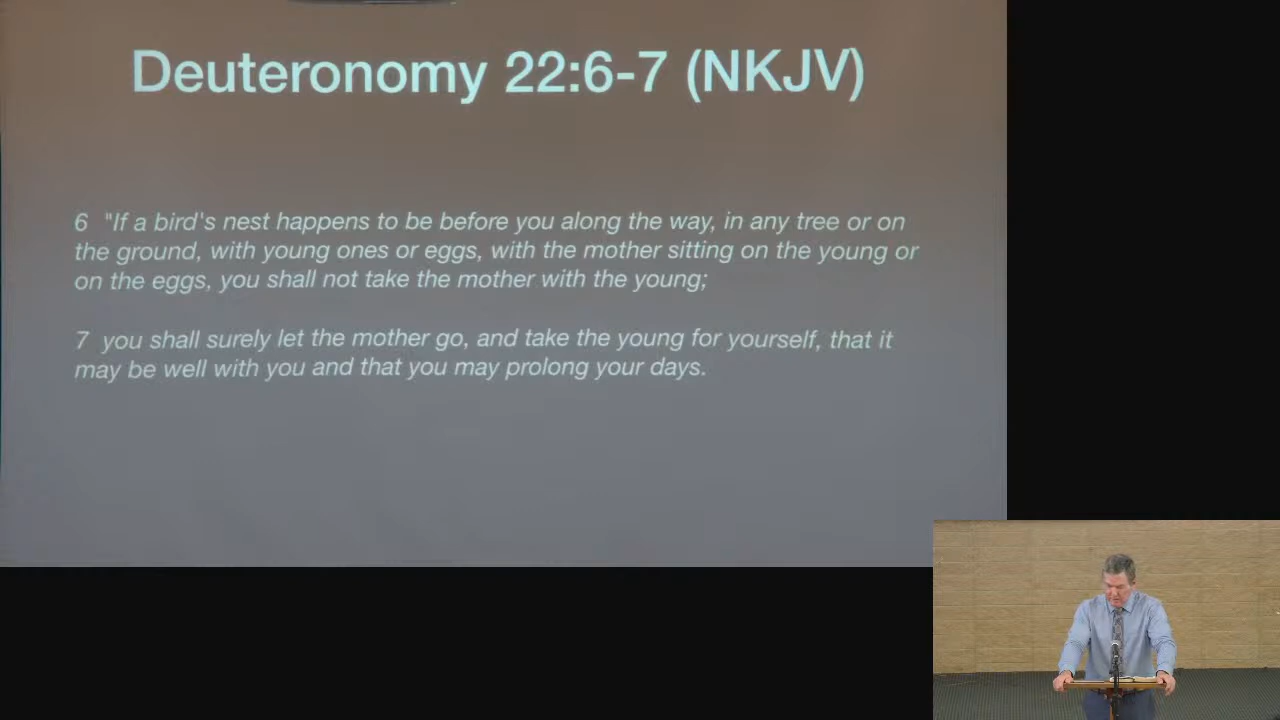 Deuteronomy 22:6-7 (NKJV)
6 "If a bird's nest happens to be before you along the way, in any tree or on
the ground, with young ones or eggs, with the mother sitting on the young or
on the eggs, you shall not take the mother with the young;
7 you shall surely let the mother go, and take the young for yourself, that it
may be well with you and that you may prolong your days.